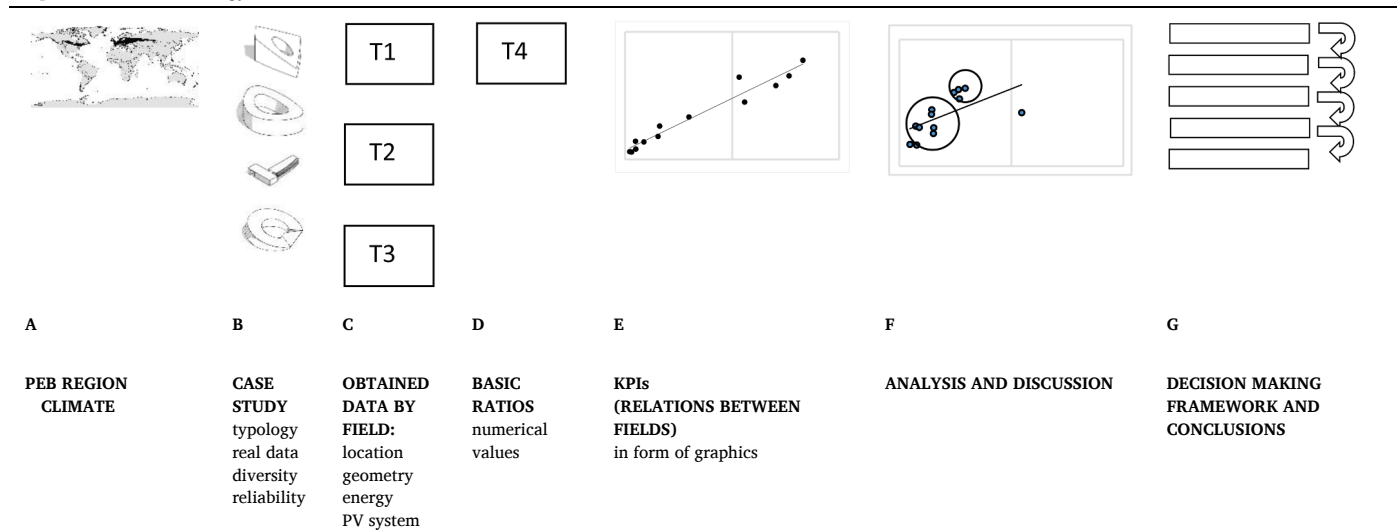 T1
T4
T2
T3
A
B
C
D
E
F
G
PEB REGION
CLIMATE
CASE
STUDY
typology
real data
diversity
reliability
OBTAINED
DATA BY
FIELD:
location
geometry
energy
PV system
BASIC
RATIOS
numerical
values
KPIs
(RELATIONS BETWEEN
FIELDS)
in form of graphics
ANALYSIS AND DISCUSSION
DECISION MAKING
FRAMEWORK AND
CONCLUSIONS